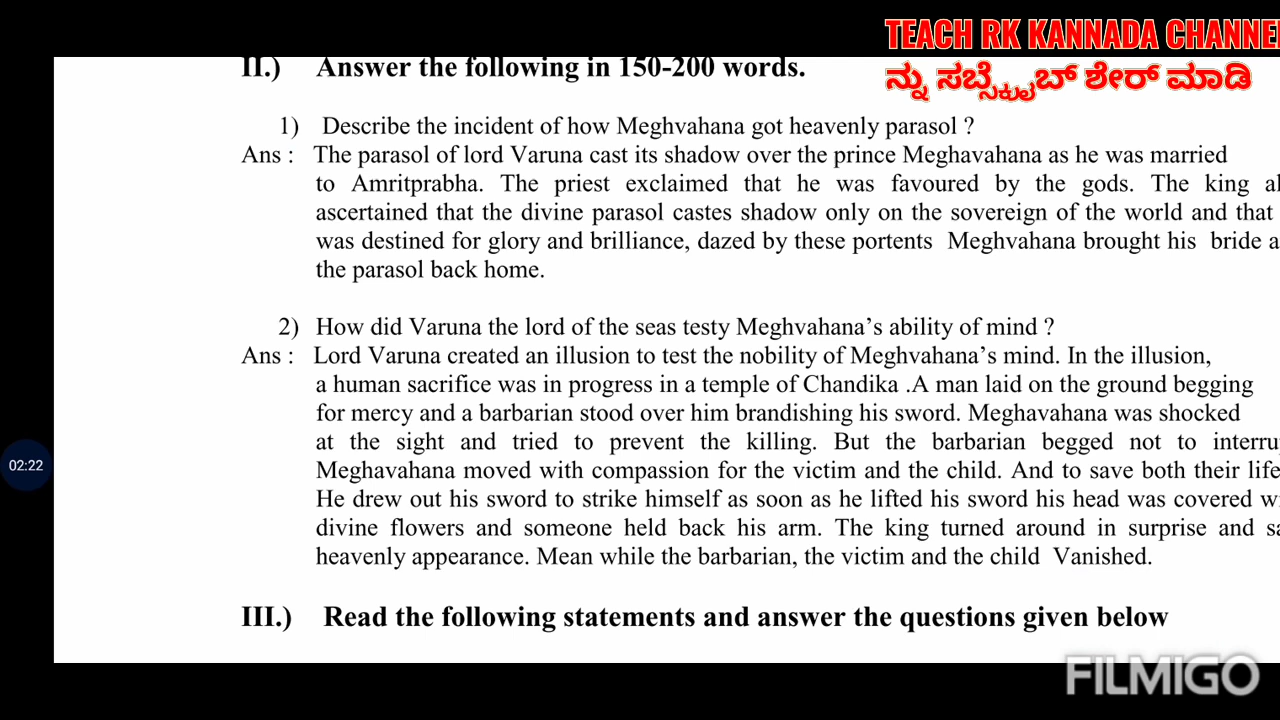 TEACH RK KANNADA CHANNE
ನ್ನು ಸಬ್ಸ್ಕ್ರೈಬ್ ಶೇರ್ ಮಾಡಿ
II.) Answer the following in 150-200 words.
1) Describe the incident of how Meghvahana got heavenly parasol ?
Ans : The parasol of lord Varuna cast its shadow over the prince Meghavahana as he was married
to Amritprabha. The priest exclaimed that he was favoured by the gods. The king
ascertained that the divine parasol castes shadow only on the sovereign of the world and that
was destined for glory and brilliance, dazed by these portents Meghvahana brought his bride
the parasol back home.
2) How did Varuna the lord of the seas testy Meghvahana's ability of mind ?
Ans : Lord Varuna created an illusion to test the nobility of Meghvahana's mind. In the illusion,
a human sacrifice was in progress in a temple of Chandika .A man laid on the ground begging
for mercy and a barbarian stood over him brandishing his sword. Meghavahana was shocked
at the sight and tried to prevent the killing. But the barbarian begged not to
Meghavahana moved with compassion for the victim and the child. And to save both their life
He drew out his sword to strike himself as soon as he lifted his sword his head was covered
divine flowers and someone held back his arm. The king turned around in surprise and
heavenly appearance. Mean while the barbarian, the victim and the child Vanished.
02:22
III.) Read the following statements and answer the questions given below
FILMIGO